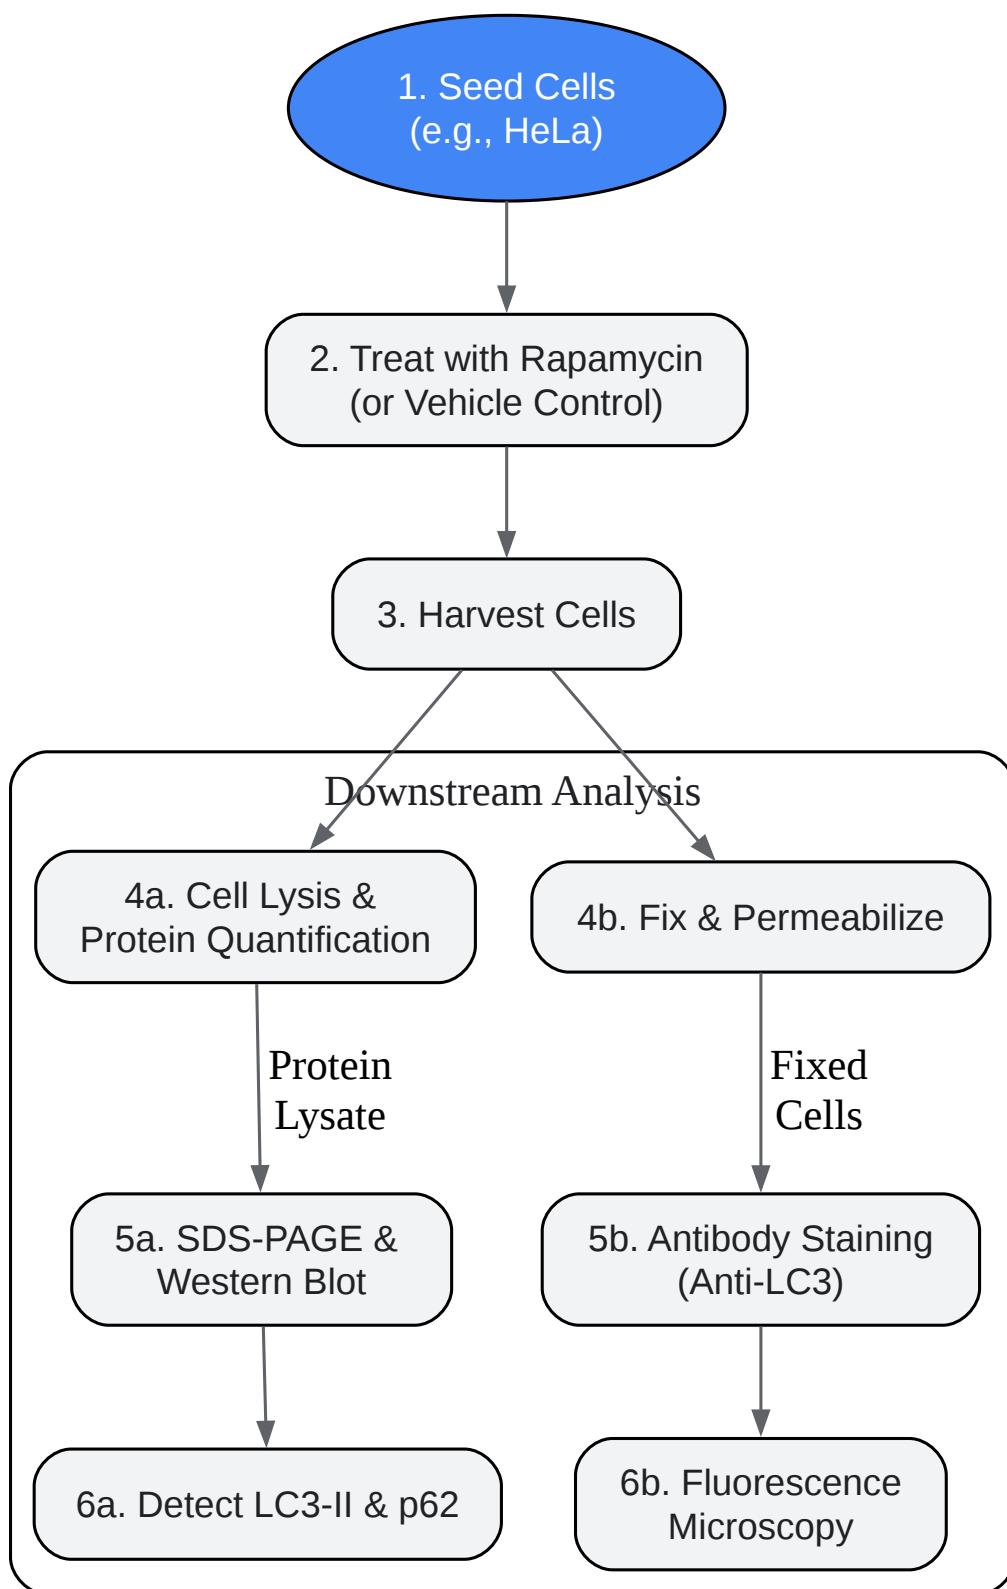 1. Seed Cells
(e.g., HeLa)
2. Treat with Rapamycin
(or Vehicle Control)
3. Harvest Cells
Downstream Analysis
4a. Cell Lysis &
Protein Quantification
4b. Fix & Permeabilize
Protein
Lysate
Fixed
Cells
5a. SDS-PAGE &
Western Blot
5b. Antibody Staining
(Anti-LC3)
6a. Detect LC3-II & p62
6b. Fluorescence
Microscopy